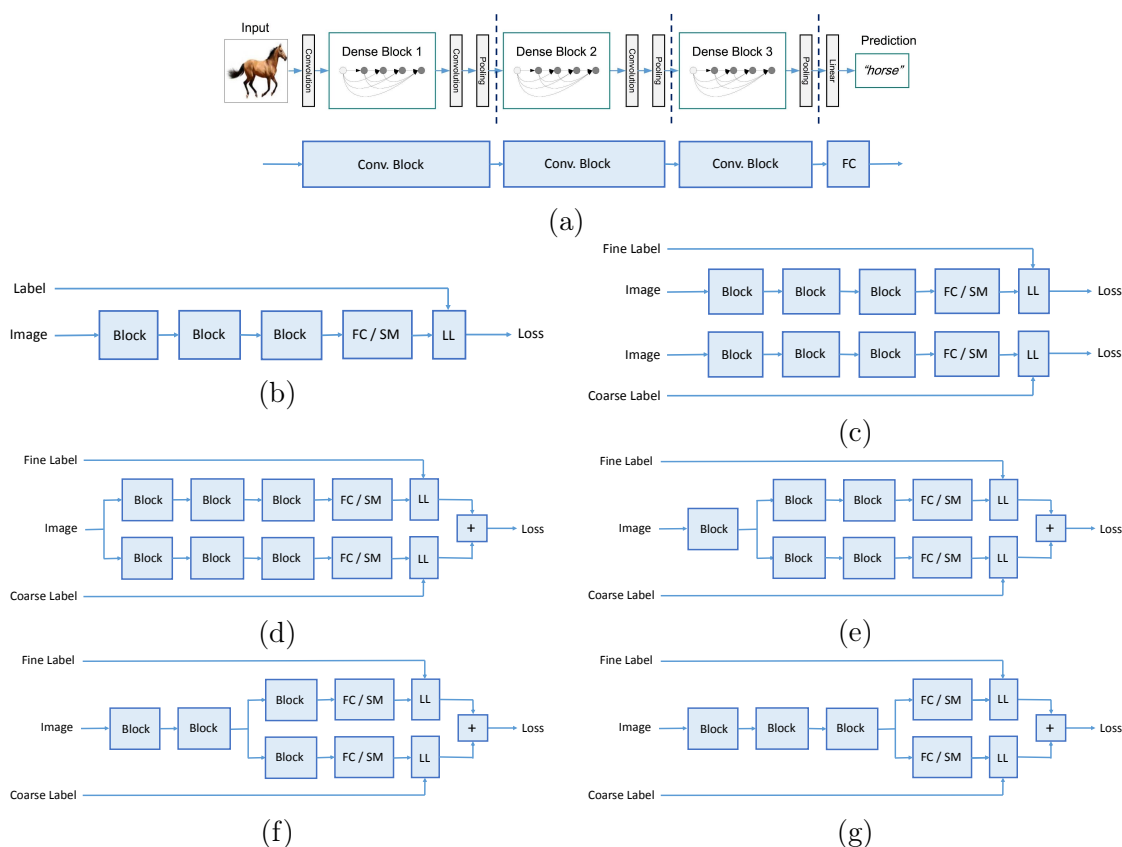 Input
Convolution
Dense Block 1
Convolution
Pooling
Dense Block 2
Convolution
Pooling
Dense Block 3
Pooling
Linear
Prediction
"horse"
Conv. Block
Conv. Block
Conv. Block
FC
(a)
Label
Image
Block
Block
Block
FC / SM
LL
Loss
(b)
Fine Label
Image
Block
Block
Block
FC / SM
LL
Loss
Image
Block
Block
Block
FC / SM
LL
Loss
Coarse Label
(c)
Fine Label
Block
Block
Block
FC / SM
LL
Image
+
Loss
Block
Block
Block
FC / SM
LL
Coarse Label
(d)
Fine Label
Block
Block
FC / SM
LL
Image
Block
+
Loss
Block
Block
FC / SM
LL
Coarse Label
(e)
Fine Label
Block
FC / SM
LL
Image
Block
Block
+
Loss
Block
FC / SM
LL
Coarse Label
(f)
Fine Label
FC / SM
LL
Image
Block
Block
Block
+
Loss
FC / SM
LL
Coarse Label
(g)